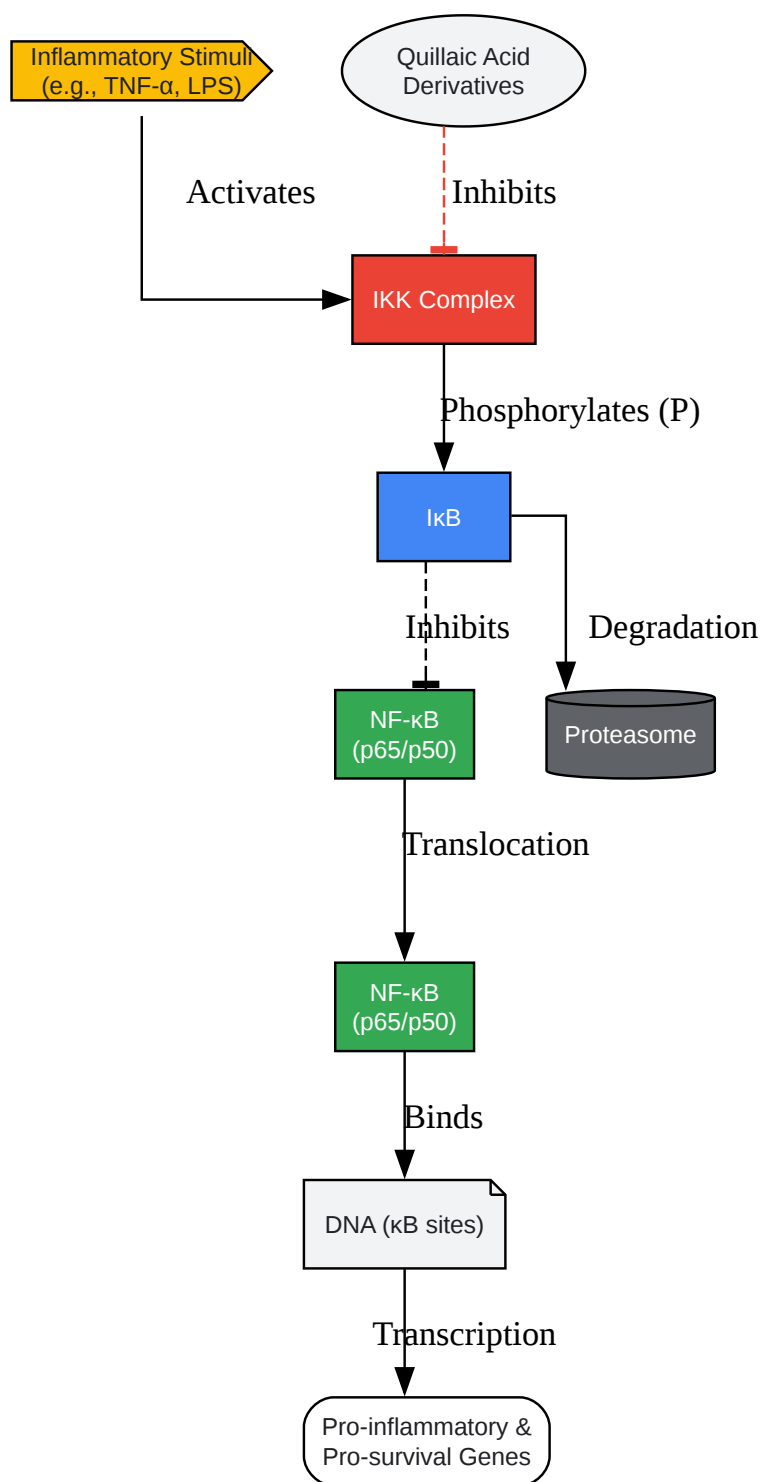 Inflammatory Stimuli
(e.g., TNF-α, LPS)
Quillaic Acid
Derivatives
Activates
Inhibits
IKK Complex
Phosphorylates (P)
IκB
Inhibits
Degradation
NF-κB
(p65/p50)
Proteasome
Translocation
NF-κB
(p65/p50)
Binds
DNA (κB sites)
Transcription
Pro-inflammatory &
Pro-survival Genes